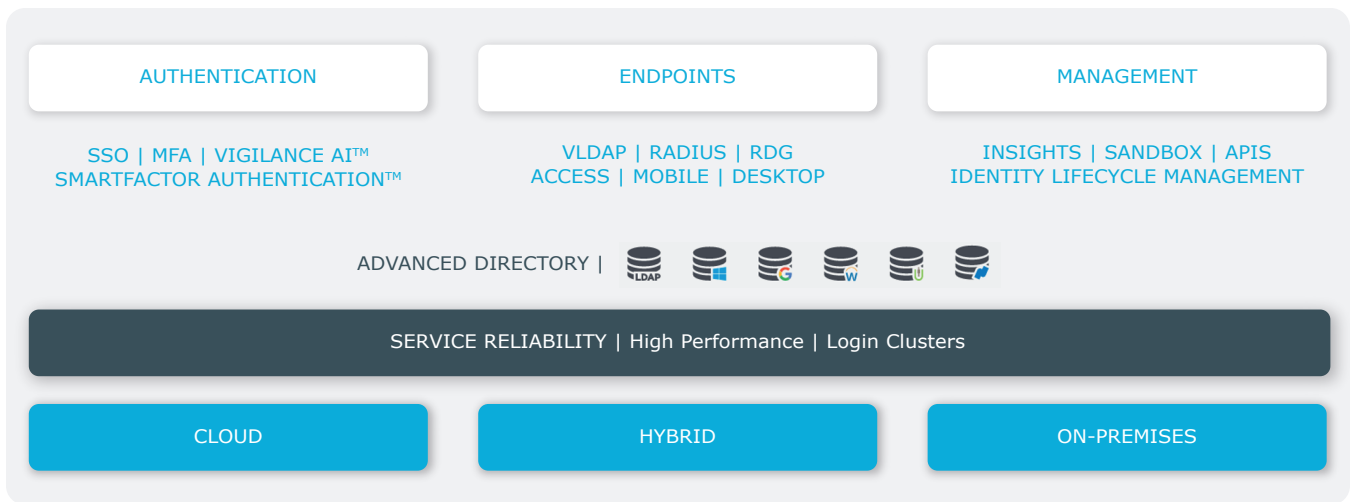 AUTHENTICATION
ENDPOINTS
MANAGEMENT
SSO | MFA | VIGILANCE AI™
SMARTFACTOR AUTHENTICATION™
VLDAP | RADIUS | RDG
ACCESS | MOBILE | DESKTOP
INSIGHTS | SANDBOX | APIS
IDENTITY LIFECYCLE MANAGEMENT
ADVANCED DIRECTORY |
LDAP
G
W
SERVICE RELIABILITY | High Performance | Login Clusters
CLOUD
HYBRID
ON-PREMISES